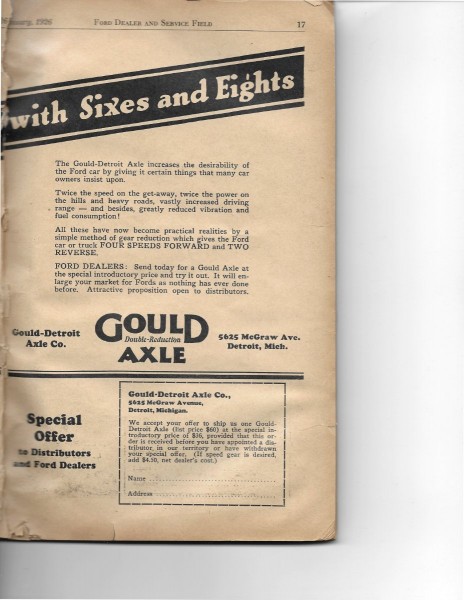 January, 1926
FORD DEALER AND SERVICE FIELD
17
with Sixes and Eights
The Gould-Detroit Axle increases the desirability of
the Ford car by giving it certain things that many car
owners insist upon.
Twice the speed on the get-away, twice the power on
the hills and heavy roads, vastly increased driving
range — and besides, greatly reduced vibration and
fuel consumption!
All these have now become practical realities by a
simple method of gear reduction which gives the Ford
car or truck FOUR SPEEDS FORWARD and TWO
REVERSE.
FORD DEALERS: Send today for a Gould Axle at
the special introductory price and try it out. It will en-
large your market for Fords as nothing has ever done
before. Attractive proposition open to distributors.
Gould-Detroit
Axle Co.
GOULD
Double-Reduction
AXLE
5625 McGraw Ave.
Detroit, Mich.
Special
Offer
to Distributors
and Ford Dealers
Gould-Detroit Axle Co.,
5625 McGraw Avenue,
Detroit, Michigan.
We accept your offer to ship us one Gould-
Detroit Axle (list price $60) at the special in-
troductory price of $36, provided that this or-
der is received before you have appointed a dis-
tributor in our territory or have withdrawn
your special offer. (If speed gear is desired,
add $4.50, net dealer's cost.)
Name
Address